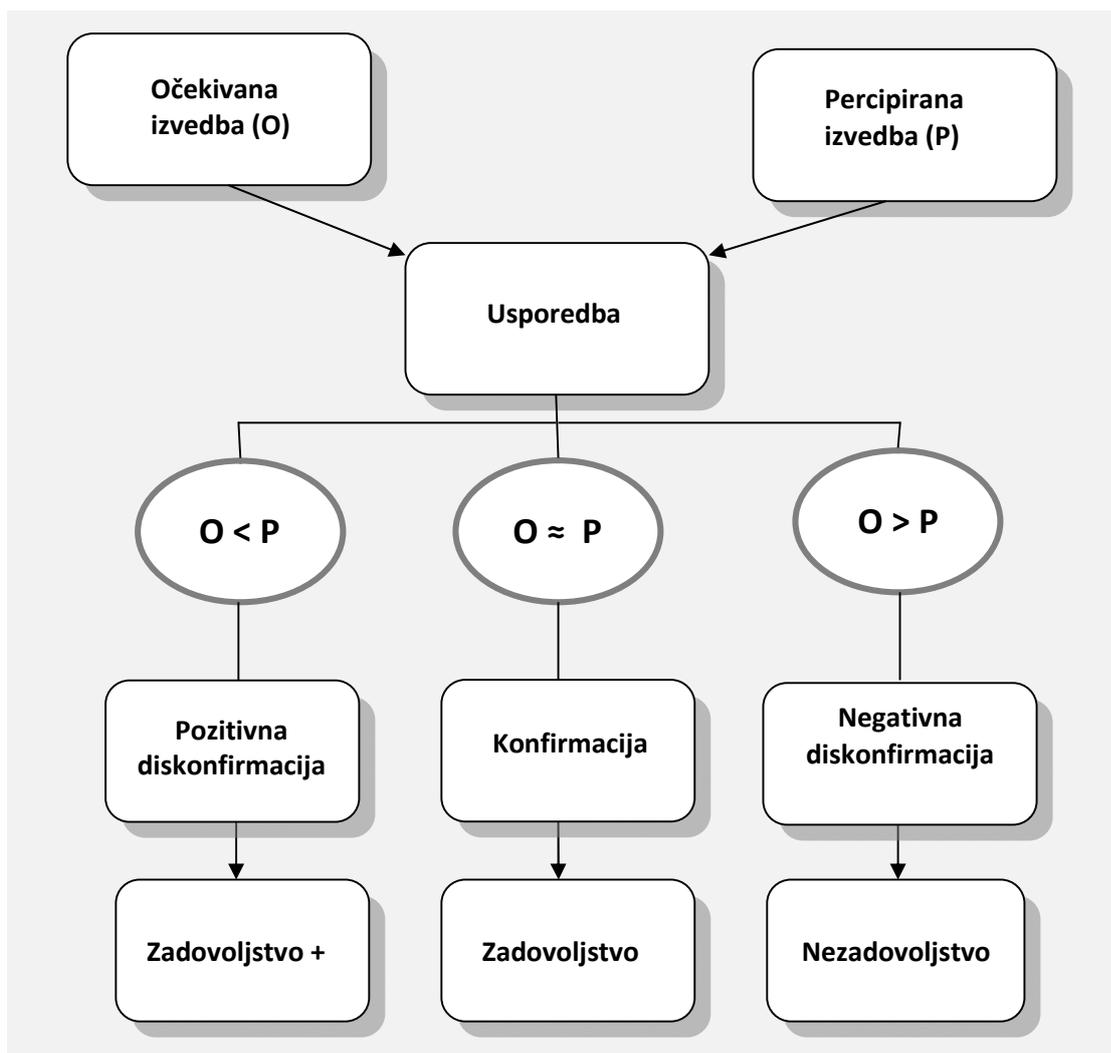 Očekivana
izvedba (O)
Percipirana
izvedba (P)
Usporedba
O < P
O ≈ P
O > P
Pozitivna
diskonfirmacija
Konfirmacija
Negativna
diskonfirmacija
Zadovoljstvo +
Zadovoljstvo
Nezadovoljstvo